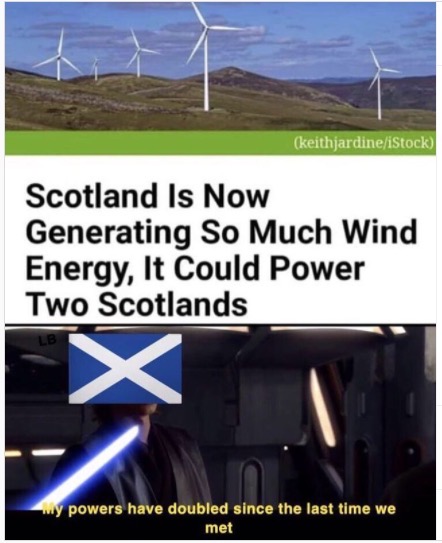 (keithjardine/iStock)
Scotland Is Now
Generating So Much Wind
Energy, It Could Power
Two Scotlands
LB
My powers have doubled since the last time we
met